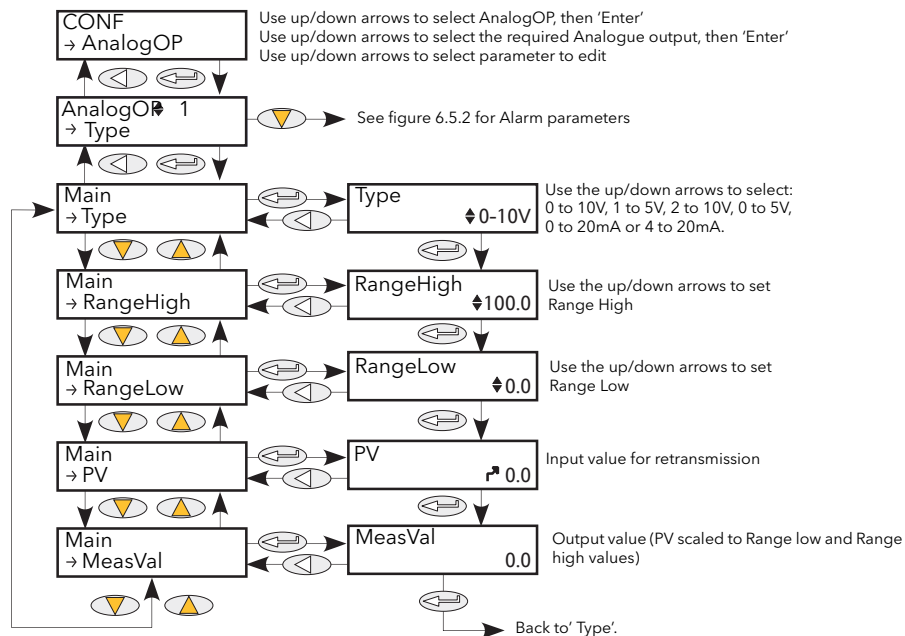 CONF
→ AnalogOP
Use up/down arrows to select AnalogOP, then ‘Enter’
Use up/down arrows to select the required Analogue output, then ‘Enter’
Use up/down arrows to select parameter to edit
AnalogOP 1
→ Type
See figure 6.5.2 for Alarm parameters
Main
→ Type
Type
0-10V
Use the up/down arrows to select:
0 to 10V, 1 to 5V, 2 to 10V, 0 to 5V,
0 to 20mA or 4 to 20mA.
Main
→ RangeHigh
RangeHigh
100.0
Use the up/down arrows to set
Range High
Main
→ RangeLow
RangeLow
0.0
Use the up/down arrows to set
Range Low
Main
→ PV
PV
0.0
Input value for retransmission
Main
→ MeasVal
MeasVal
0.0
Output value (PV scaled to Range low and Range
high values)
Back to’ Type’.